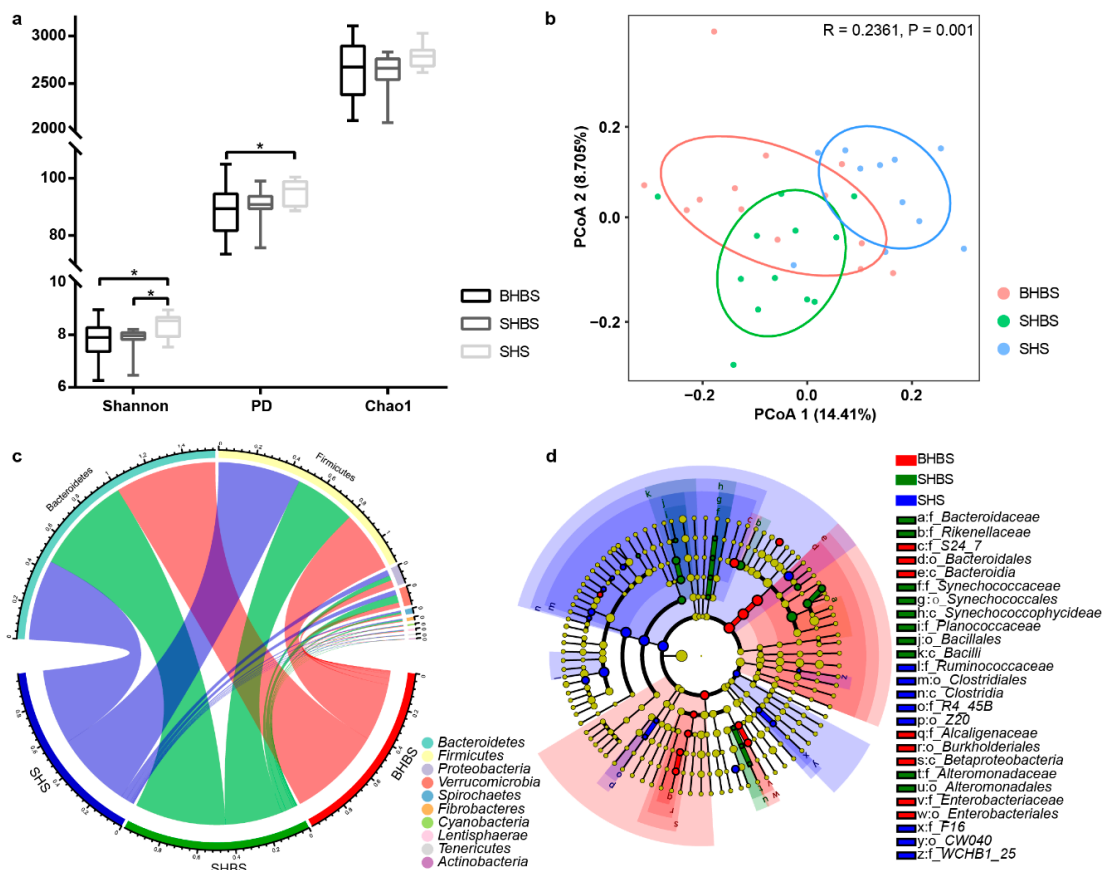 a
3000
2500
2000
100
80
10
8
6
*
*
*
Shannon PD Chao1
BHBS
SHBS
SHS
b
R = 0.2361, P = 0.001
0.2
0.0
−0.2
−0.2 0.0 0.2
PCoA 2 (8.705%)
PCoA 1 (14.41%)
BHBS
SHBS
SHS
c
Bacteroidetes
Firmicutes
SHS
SHBS
BHBS
Bacteroidetes
Firmicutes
Proteobacteria
Verrucomicrobia
Spirochaetes
Fibrobacteres
Cyanobacteria
Lentisphaerae
Tenericutes
Actinobacteria
d
BHBS
SHBS
SHS
a:f_Bacteroidaceae
b:f_Rikenellaceae
c:f_S24_7
d:o_Bacteroidales
e:c_Bacteroidia
f:f_Synechococcaceae
g:o_Synechococcales
h:c_Synechococcophycideae
i:f_Planococcaceae
j:o_Bacillales
k:c_Bacilli
l:f_Ruminococcaceae
m:o_Clostridiales
n:c_Clostridia
o:f_R4_45B
p:o_Z20
q:f_Alcaligenaceae
r:o_Burkholderiales
s:c_Betaproteobacteria
t:f_Alteromonadaceae
u:o_Alteromonadales
v:f_Enterobacteriaceae
w:o_Enterobacteriales
x:f_F16
y:o_CW040
z:f_WCHB1_25